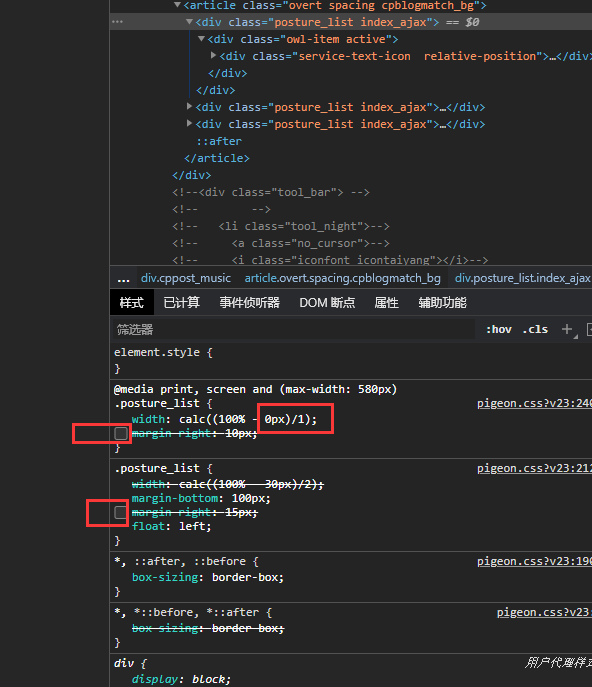 <article class="overt spacing cpblogmatch_bg">
<div class="posture_list index_ajax"> == $0
<div class="owl-item active">
<div class="service-text-icon  relative-position">…</div>
</div>
</div>
<div class="posture_list index_ajax">…</div>
<div class="posture_list index_ajax">…</div>
::after
</article>
</div>
<!--<div class="tool_bar"> -->
<!--        -->
<!--   <li class="tool_night">-->
<!--     <a class="no_cursor">-->
<!--     <i class="iconfont icontaiyang"></i>-->
... div.cppost_music article.overt.spacing.cpblogmatch_bg div.posture_list.index_ajax
样式 已计算 事件侦听器 DOM 断点 属性 辅助功能
筛选器 :hov .cls +
element.style {
}
@media print, screen and (max-width: 580px)
.posture_list { pigeon.css?v23:240
width: calc((100% - 0px)/1);
margin-right: 10px;
}
.posture_list { pigeon.css?v23:212
width: calc((100% - 30px)/2);
margin-bottom: 100px;
margin-right: 15px;
float: left;
}
*, ::after, ::before { pigeon.css?v23:190
box-sizing: border-box;
}
*, *::before, *::after { pigeon.css?v23:
box-sizing: border-box;
}
div { 用户代理样式
display: block;